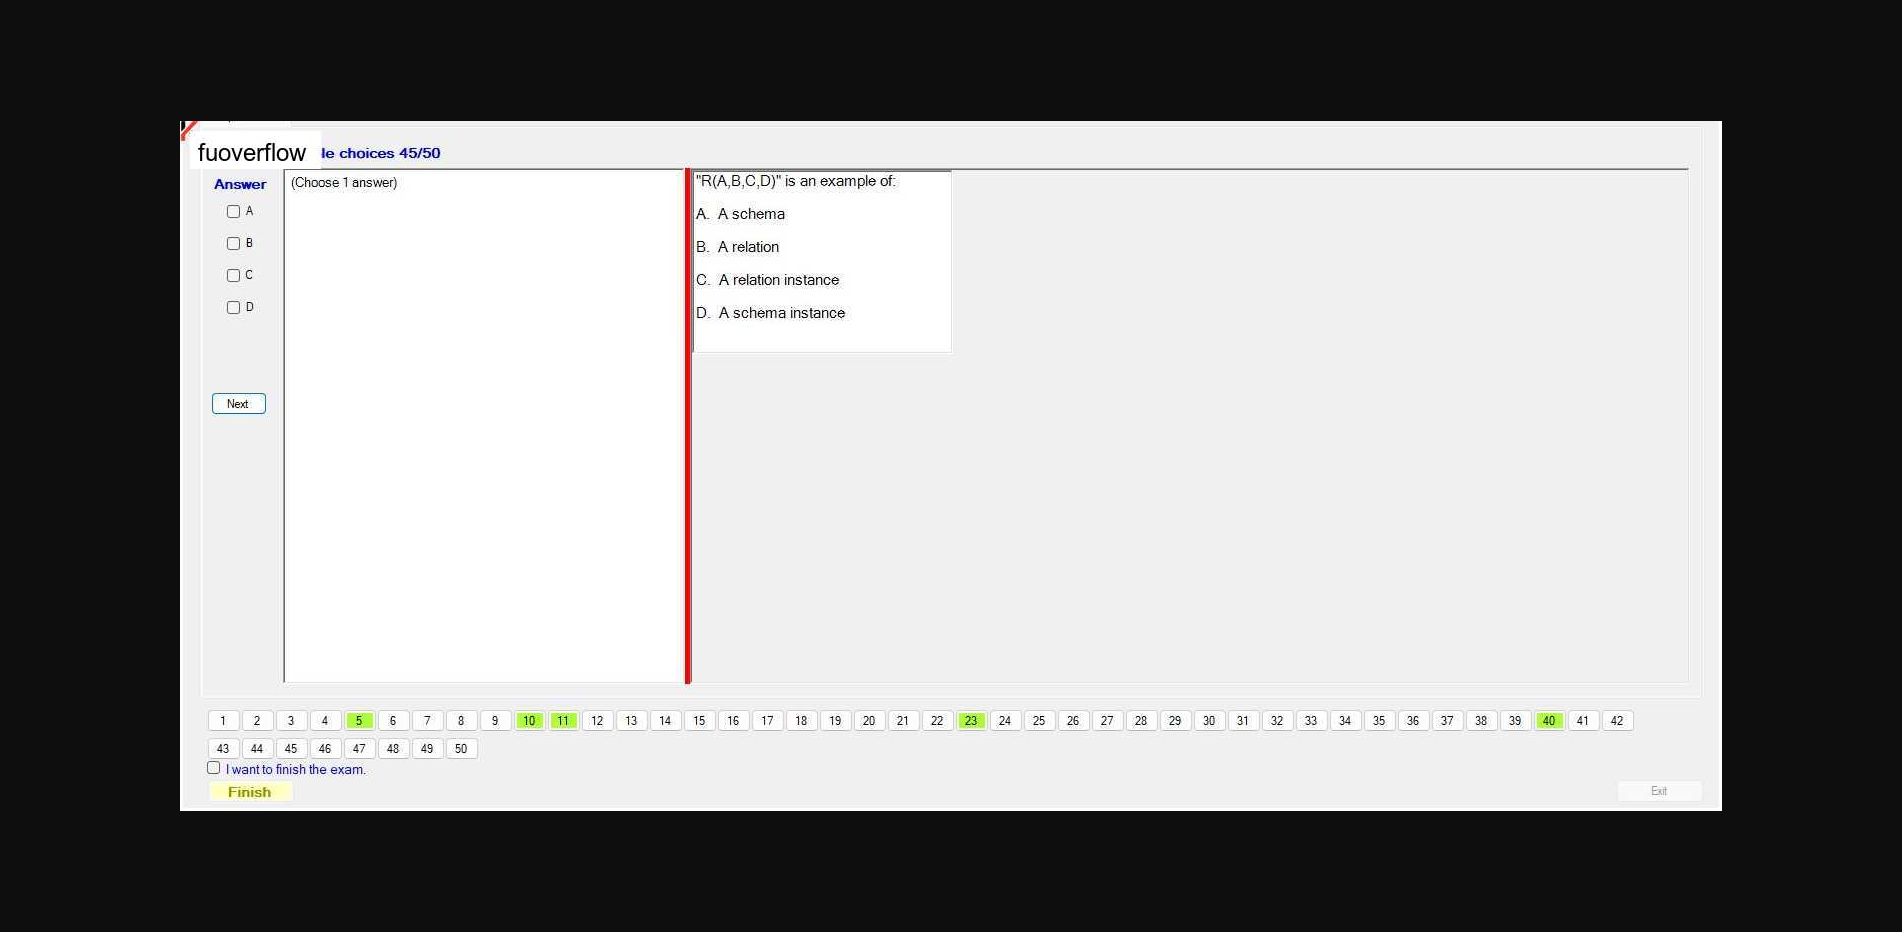 fuoverflow le choices 45/50
Answer
(Choose 1 answer)
A
B
C
D
Next
"R(A,B,C,D)" is an example of:
A. A schema
B. A relation
C. A relation instance
D. A schema instance
1 2 3 4 5 6 7 8 9 10 11 12 13 14 15 16 17 18 19 20 21 22 23 24 25 26 27 28 29 30 31 32 33 34 35 36 37 38 39 40 41 42
43 44 45 46 47 48 49 50
I want to finish the exam.
Finish
Exit